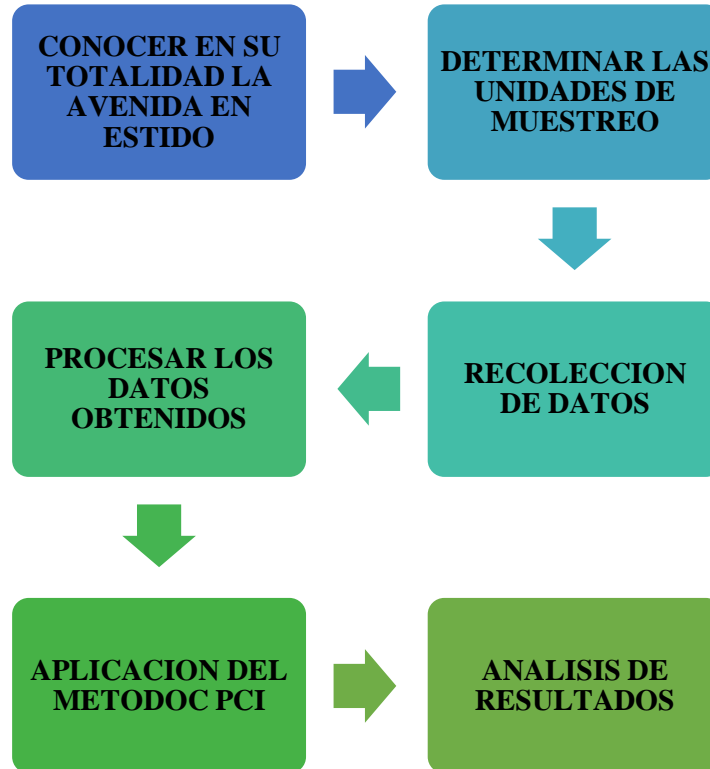 CONOCER EN SU
TOTALIDAD LA
AVENIDA EN
ESTIDO
DETERMINAR LAS
UNIDADES DE
MUESTREO
RECOLECCION
DE DATOS
PROCESAR LOS
DATOS
OBTENIDOS
APLICACION DEL
METODOC PCI
ANALISIS DE
RESULTADOS